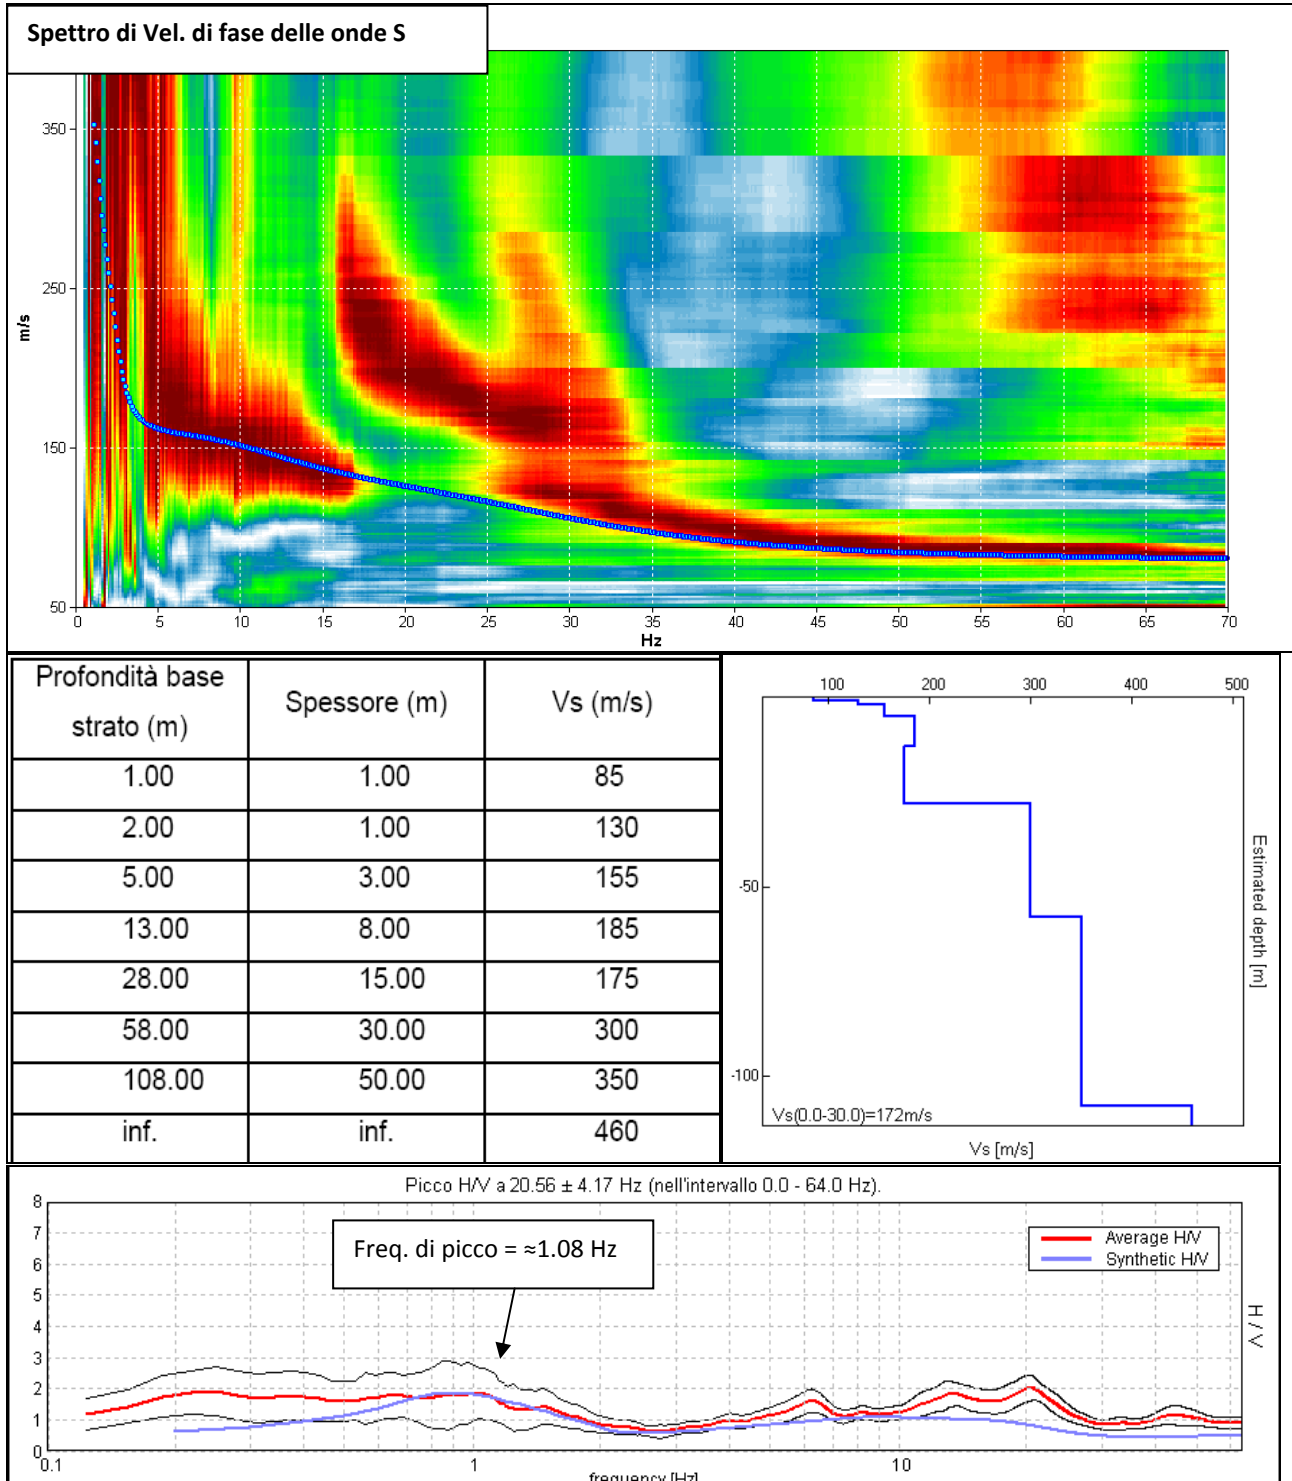 Spettro di Vel. di fase delle onde S
350
250
150
50
m/s
0 5 10 15 20 25 30 35 40 45 50 55 60 65 70
Hz
Profondità base strato (m) Spessore (m) Vs (m/s)
1.00 1.00 85
2.00 1.00 130
5.00 3.00 155
13.00 8.00 185
28.00 15.00 175
58.00 30.00 300
108.00 50.00 350
inf. inf. 460
100 200 300 400 500
-50
-100
Estimated depth [m]
Vs(0.0-30.0)=172m/s
Vs [m/s]
Picco H/V a 20.56 ± 4.17 Hz (nell'intervallo 0.0 - 64.0 Hz).
8
7
6
5
4
3
2
1
0
Freq. di picco = ≈1.08 Hz
Average H/V
Synthetic H/V
H / V
0.1 1 10
frequency [Hz]